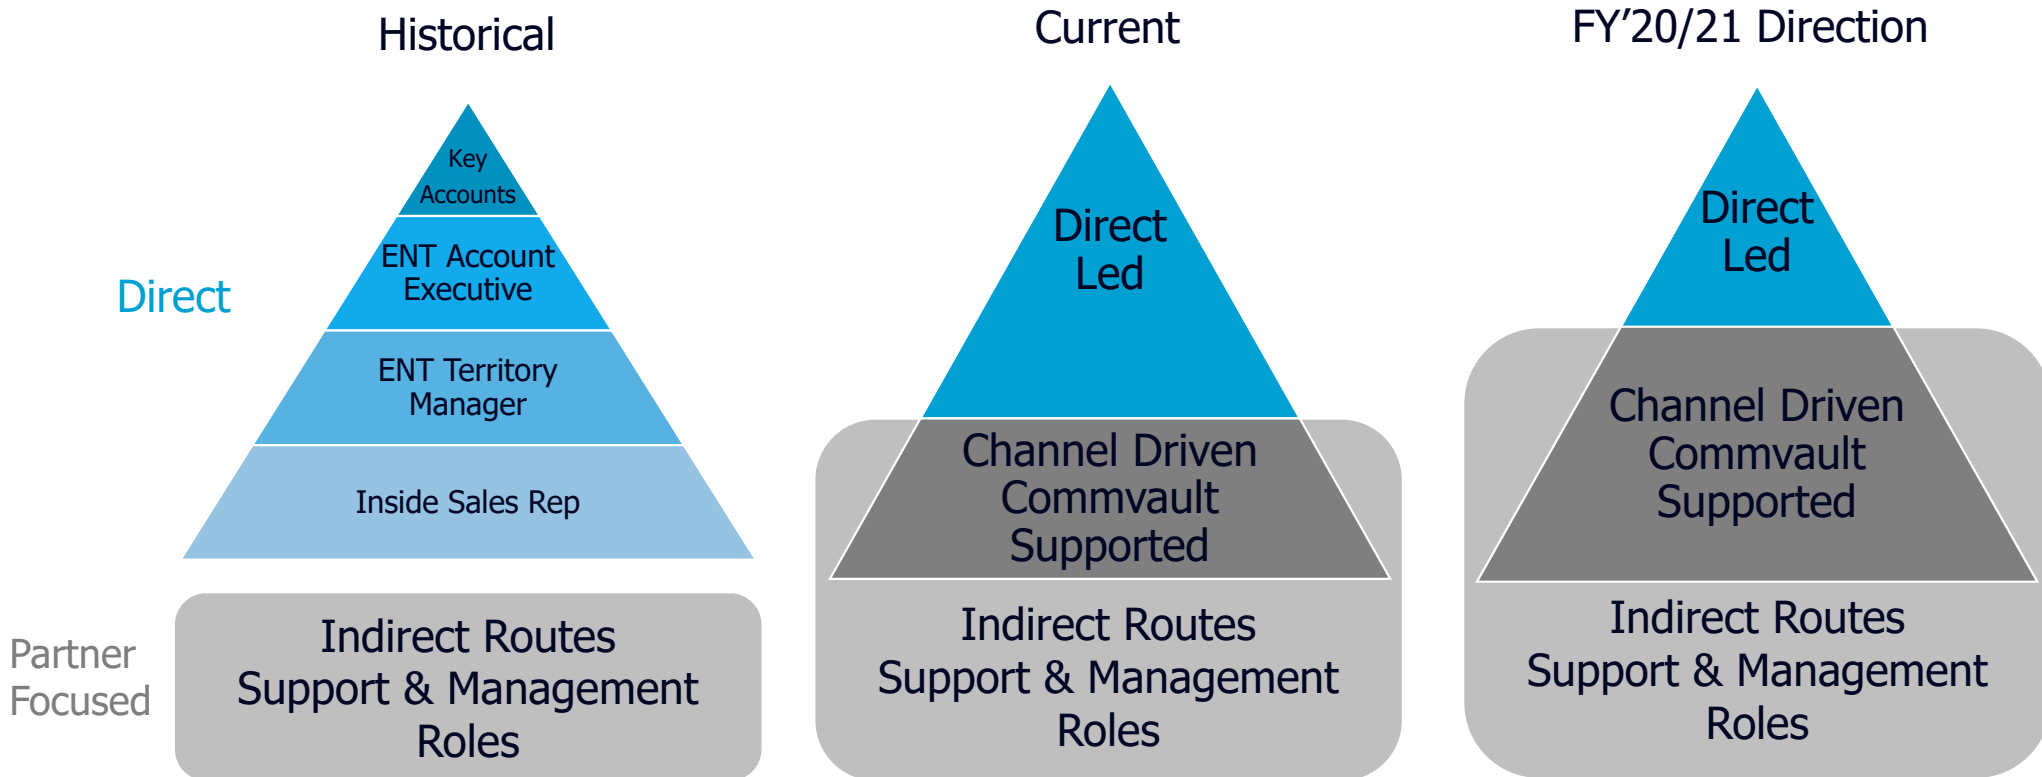 Historical
Direct
Key
Accounts
ENT Account
Executive
ENT Territory
Manager
Inside Sales Rep
Partner
Focused
Indirect Routes
Support & Management
Roles
Current
Direct
Led
Channel Driven
Commvault
Supported
Indirect Routes
Support & Management
Roles
FY’20/21 Direction
Direct
Led
Channel Driven
Commvault
Supported
Indirect Routes
Support & Management
Roles